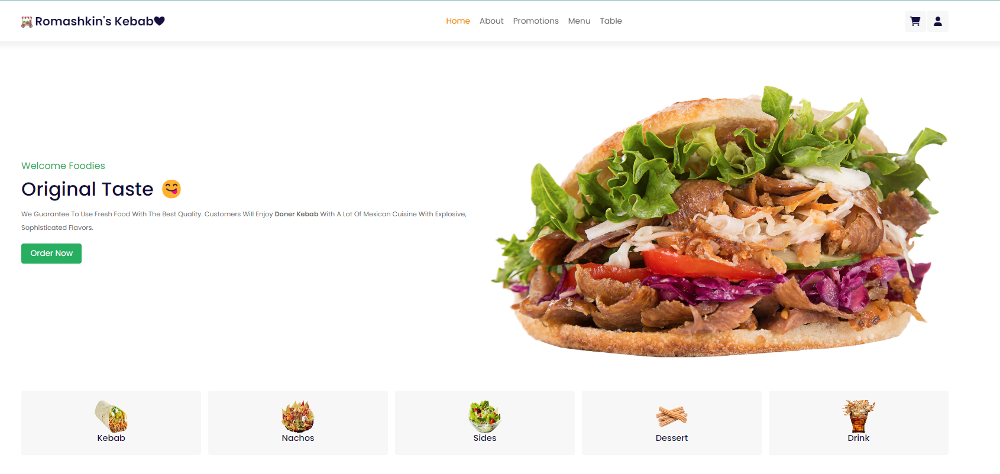 Romashkin's Kebab
Home About Promotions Menu Table
Welcome Foodies
Original Taste 😋
We Guarantee To Use Fresh Food With The Best Quality. Customers Will Enjoy Doner Kebab With A Lot Of Mexican Cuisine With Explosive,
Sophisticated Flavors.
Order Now
Kebab
Nachos
Sides
Dessert
Drink